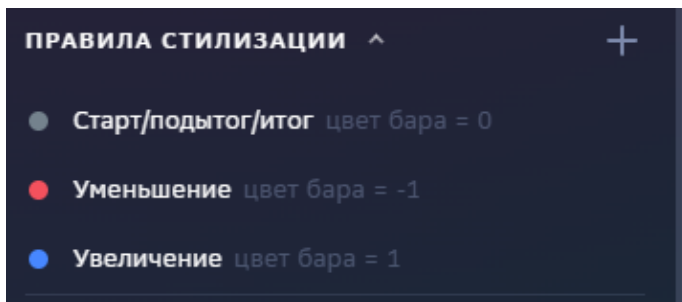 ПРАВИЛА СТИЛИЗАЦИИ
Старт/подытог/итог цвет бара = 0
Уменьшение цвет бара = -1
Увеличение цвет бара = 1